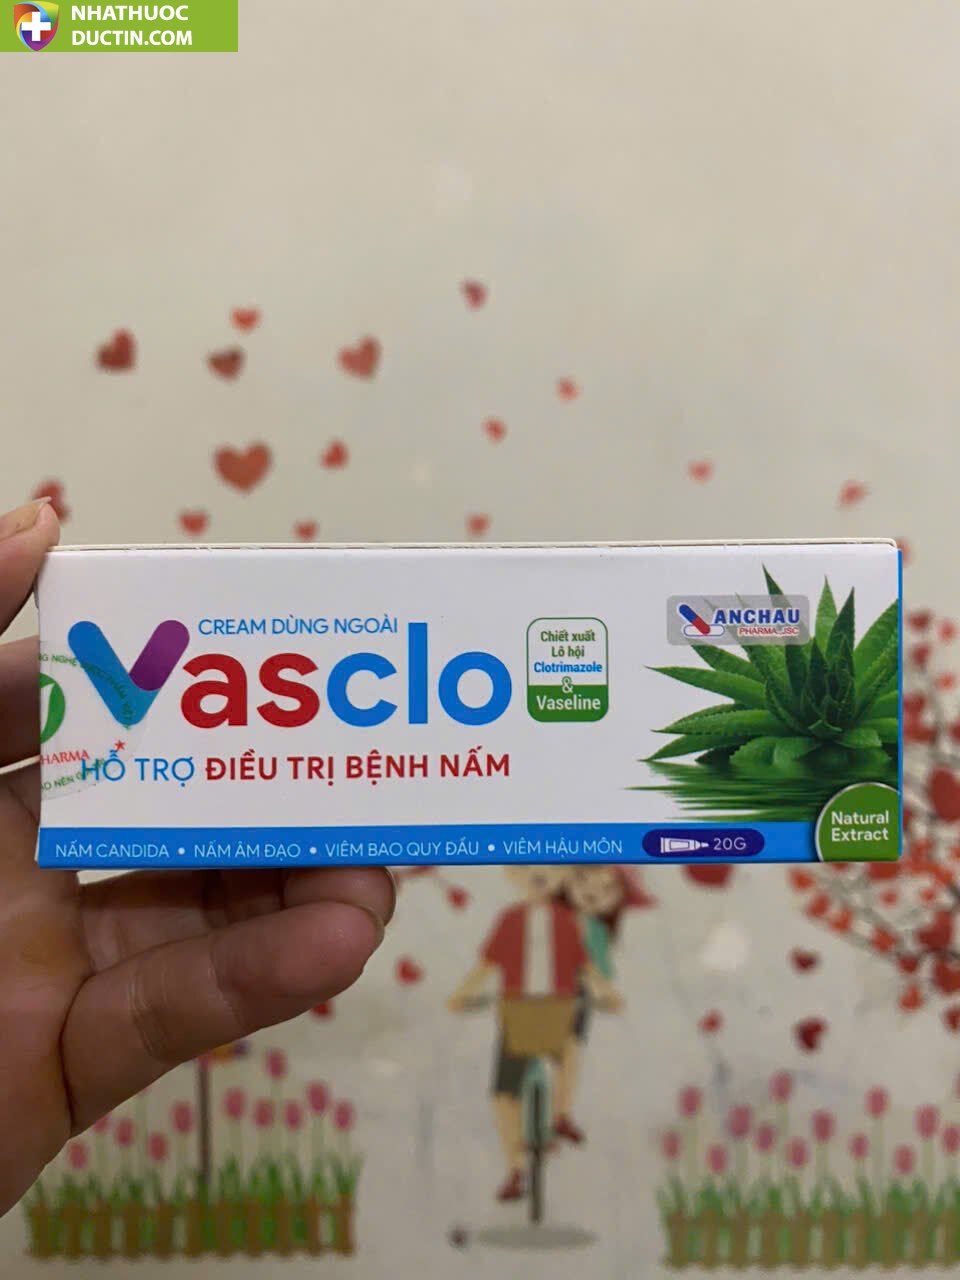 NHATHUOC
DUCTIN.COM
CREAM DÙNG NGOÀI
Vasclo
HỖ TRỢ ĐIỀU TRỊ BỆNH NẤM
Chiết xuất
Lô hội
Clotrimazole
&
Vaseline
ANCHAU
PHARMA.,JSC
HARMA
NẤM CANDIDA • NẤM ÂM ĐẠO • VIÊM BAO QUY ĐẦU • VIÊM HẬU MÔN
20G
Natural
Extract